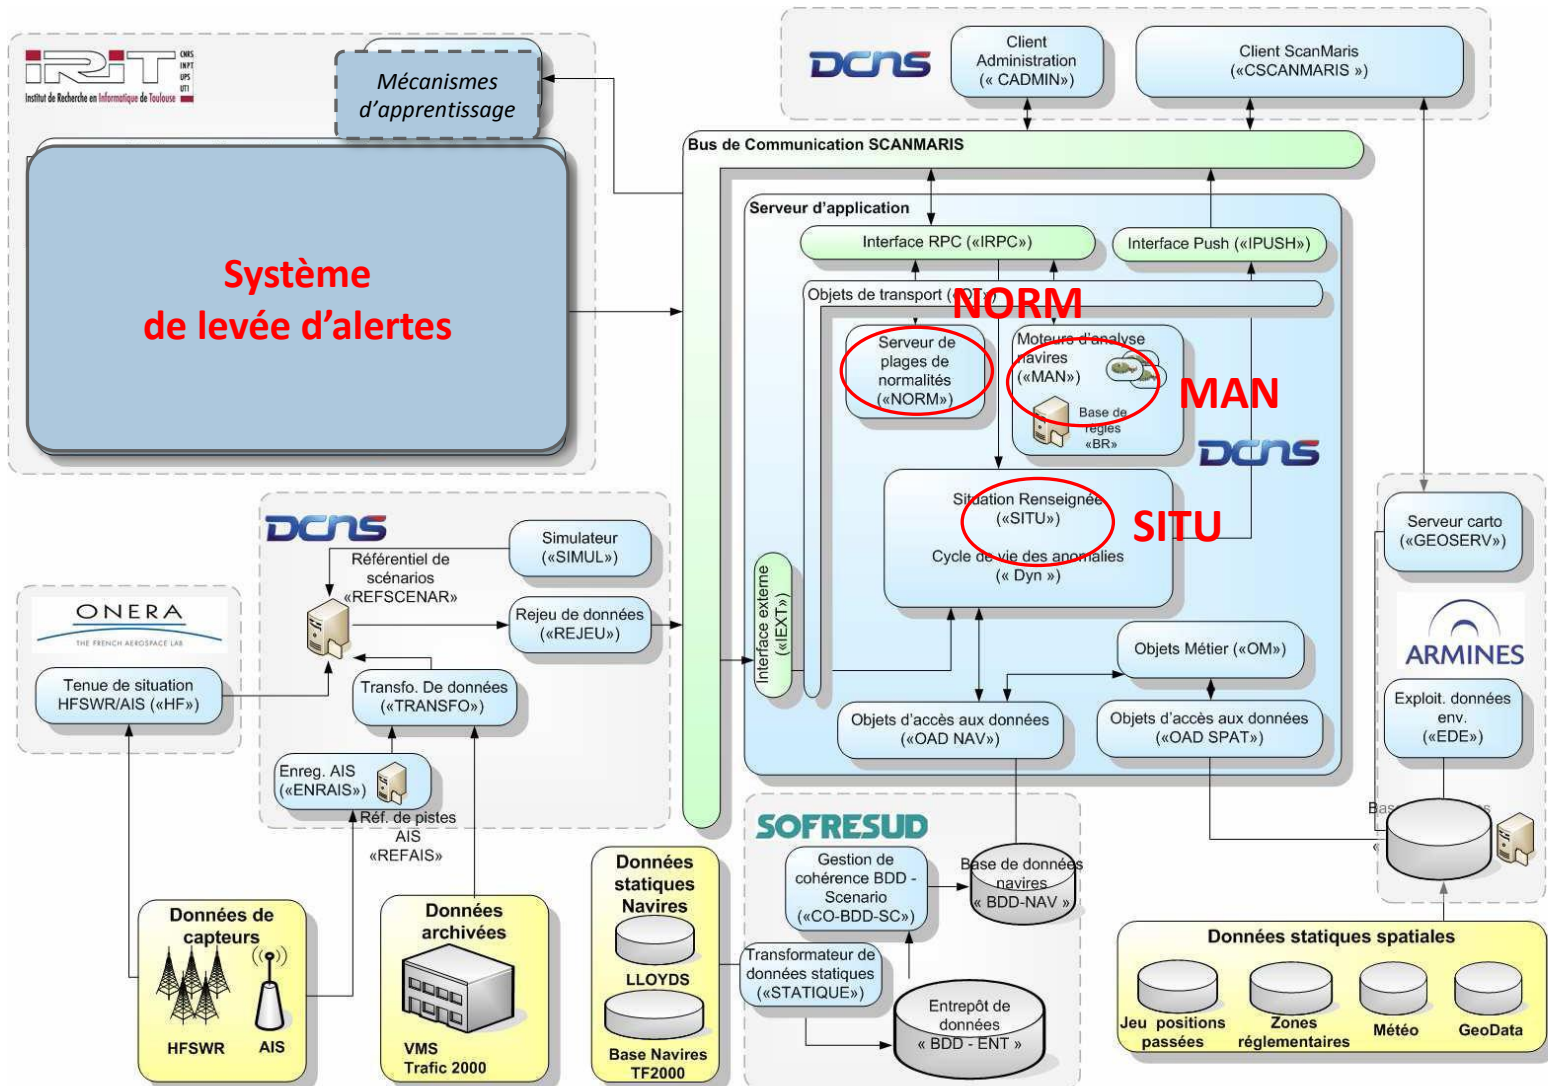 IRIT
CNRS
INPT
UPS
UT1
Institut de Recherche en Informatique de Toulouse
Mécanismes
d'apprentissage
Système
de levée d'alertes
DCNS
Client
Administration
(« CADMIN»)
Client ScanMaris
(«CSCANMARIS »)
Bus de Communication SCANMARIS
Serveur d'application
Interface RPC («IRPC»)
Interface Push («IPUSH»)
Objets de transport («OT»)
NORM
Serveur de
plages de
normalités
(«NORM»)
Moteurs d'analyse
navires
(«MAN»)
Base de
règles
«BR»
MAN
DCNS
Situation Renseignée
(«SITU»)
Cycle de vie des anomalies
(« Dyn »)
SITU
Interface externe
(«IEXT»)
Objets Métier («OM»)
Objets d'accès aux données
(«OAD NAV»)
Objets d'accès aux données
(«OAD SPAT»)
Serveur carto
(«GEOSERV»)
ARMINES
Exploit. données
env.
(«EDE»)
DCNS
Simulateur
(«SIMUL»)
Référentiel de
scénarios
«REFSCENAR»
Rejeu de données
(«REJEU»)
Transfo. De données
(«TRANSFO»)
Enreg. AIS
(«ENRAIS»)
Réf. de pistes
AIS
«REFAIS»
ONERA
THE FRENCH AEROSPACE LAB
Tenue de situation
HFSWR/AIS («HF»)
Données de
capteurs
HFSWR
AIS
Données
archivées
VMS
Trafic 2000
Données
statiques
Navires
LLOYDS
Base Navires
TF2000
SOFRESUD
Gestion de
cohérence BDD -
Scenario
(«CO-BDD-SC»)
Base de données
navires
« BDD-NAV »
Transformateur de
données statiques
(«STATIQUE»)
Entrepôt de
données
« BDD - ENT »
Données statiques spatiales
Jeu positions
passées
Zones
réglementaires
Météo
GeoData